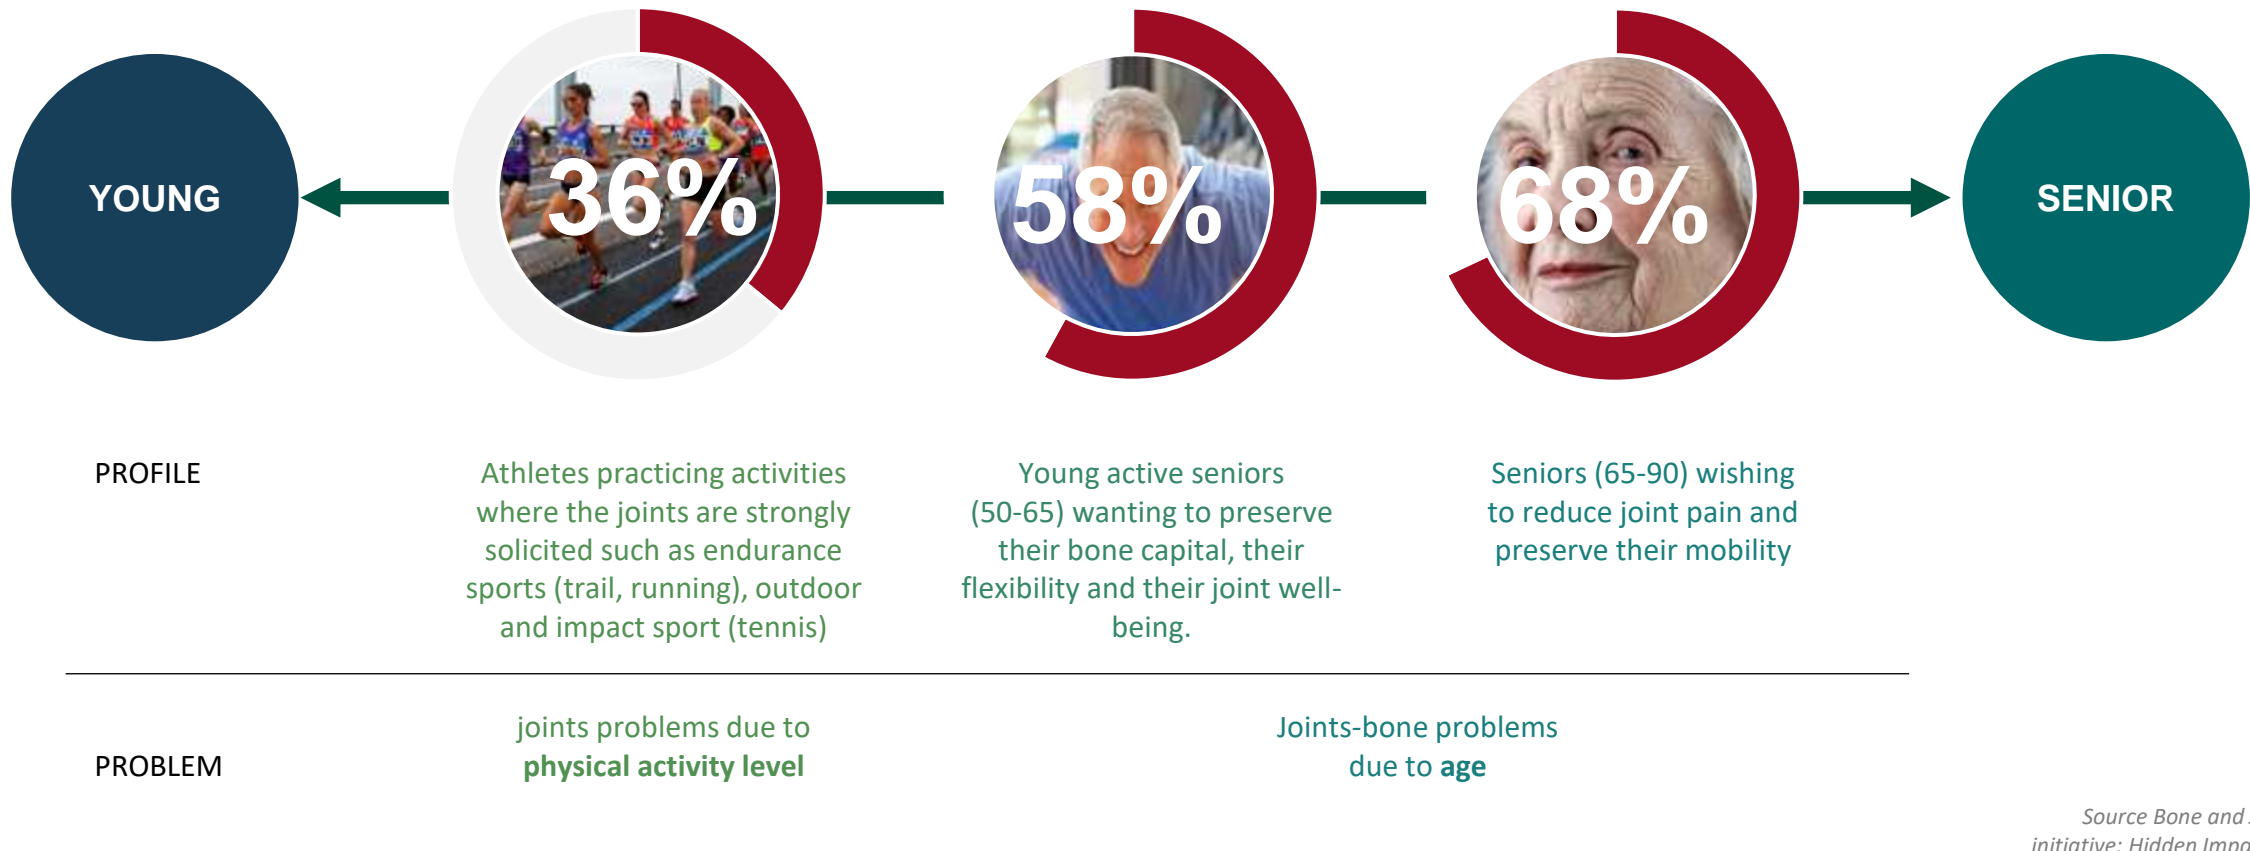 YOUNG
36%
58%
68%
SENIOR
PROFILE
Athletes practicing activities
where the joints are strongly
solicited such as endurance
sports (trail, running), outdoor
and impact sport (tennis)
Young active seniors
(50-65) wanting to preserve
their bone capital, their
flexibility and their joint well-
being.
Seniors (65-90) wishing
to reduce joint pain and
preserve their mobility
PROBLEM
joints problems due to
physical activity level
Joints-bone problems
due to age
Source Bone and
initiative: Hidden